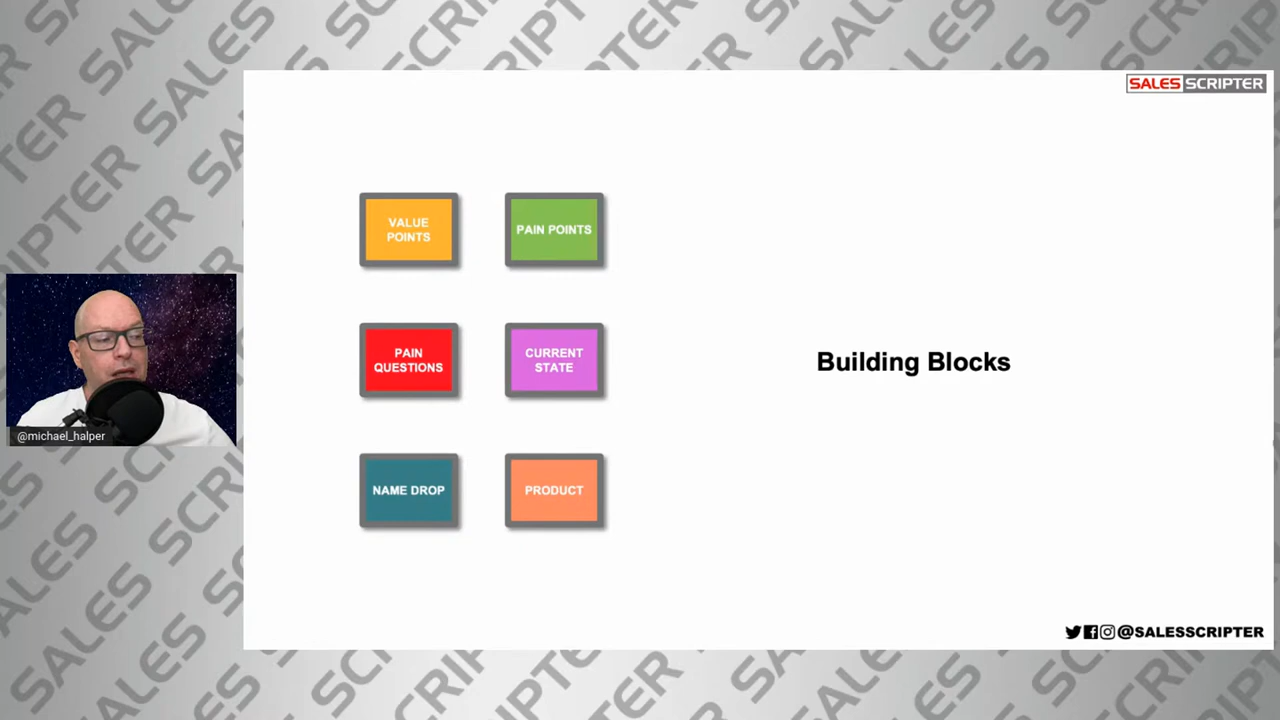 SALES SCRIPTER
VALUE
POINTS
PAIN POINTS
PAIN
QUESTIONS
CURRENT
STATE
Building Blocks
NAME DROP
PRODUCT
@michael_halper
@SALESSCRIPTER